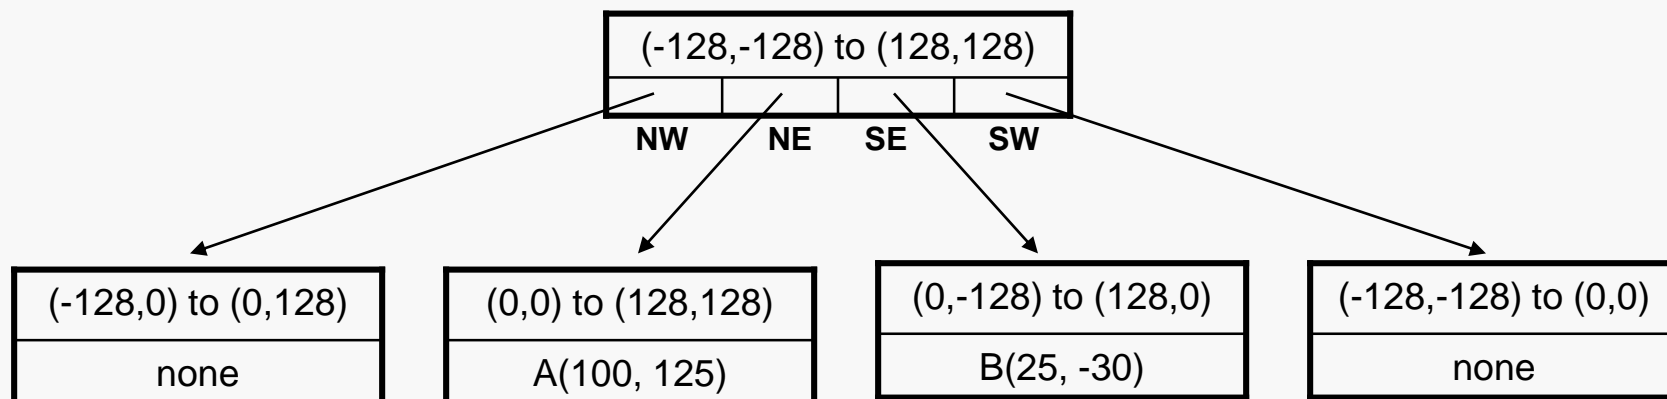 (-128,-128) to (128,128)
NW NE SE SW
(-128,0) to (0,128)
none
(0,0) to (128,128)
A(100, 125)
(0,-128) to (128,0)
B(25, -30)
(-128,-128) to (0,0)
none